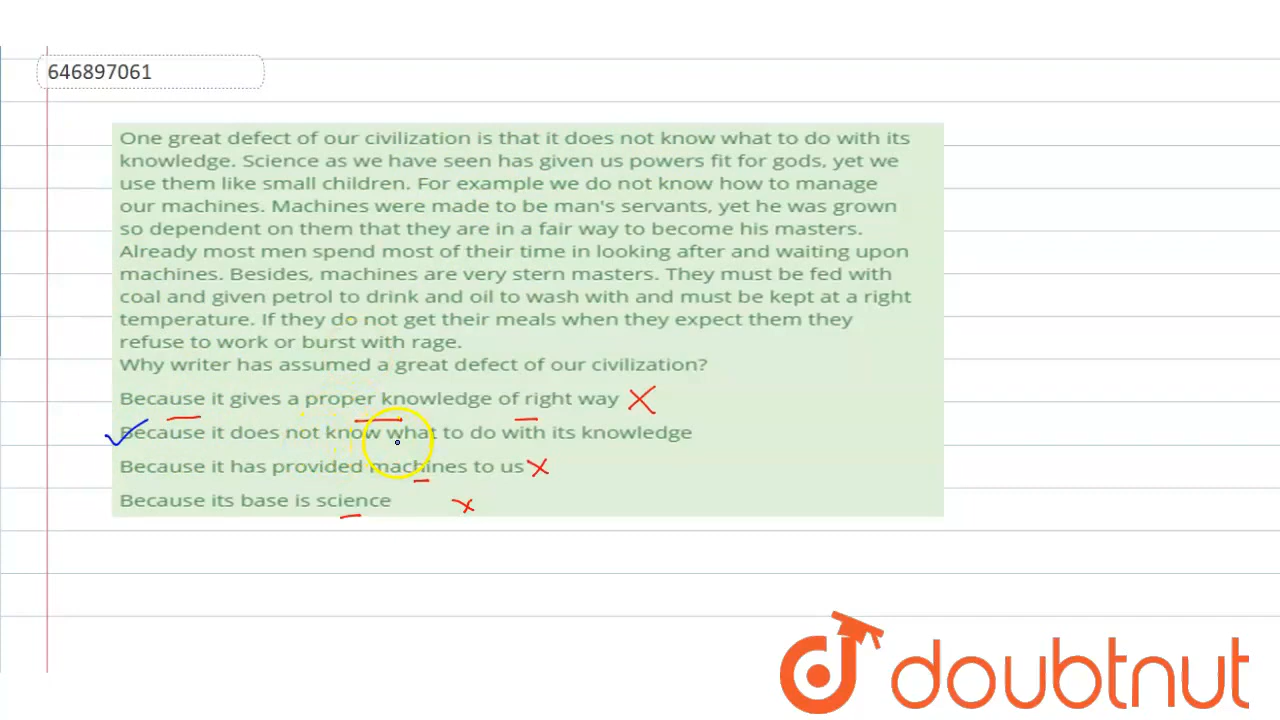 646897061
One great defect of our civilization is that it does not know what to do with its
knowledge. Science as we have seen has given us powers fit for gods, yet we
use them like small children. For example we do not know how to manage
our machines. Machines were made to be man's servants, yet he was grown
so dependent on them that they are in a fair way to become his masters.
Already most men spend most of their time in looking after and waiting upon
machines. Besides, machines are very stern masters. They must be fed with
coal and given petrol to drink and oil to wash with and must be kept at a right
temperature. If they do not get their meals when they expect them they
refuse to work or burst with rage.
Why writer has assumed a great defect of our civilization?
Because it gives a proper knowledge of right way
Because it does not know what to do with its knowledge
Because it has provided machines to us
Because its base is science
doubtnut